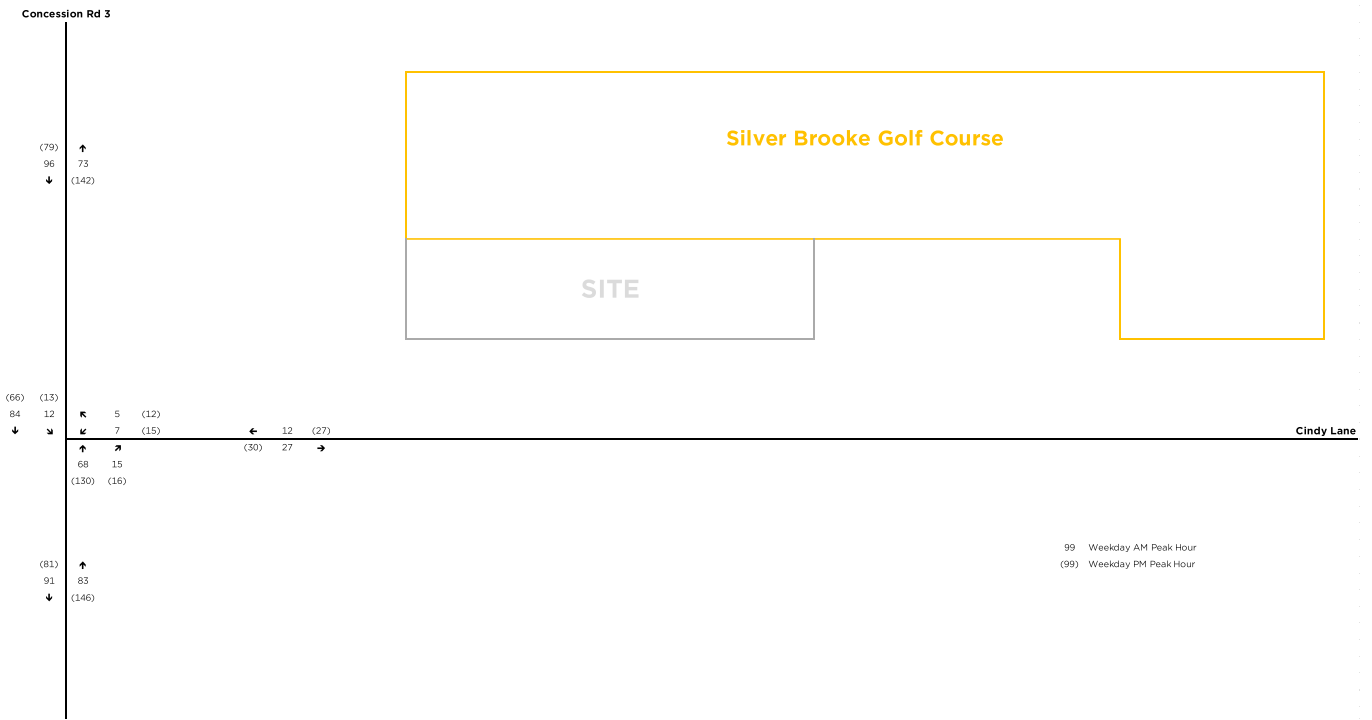 Concession Rd 3
Silver Brooke Golf Course
(79)
96 73
(142)
SITE
(66) (13)
84 12 5 (12)
7 (15) 12 (27)
Cindy Lane
(30) 27
68 15
(130) (16)
99 Weekday AM Peak Hour
(99) Weekday PM Peak Hour
(81)
91 83
(146)